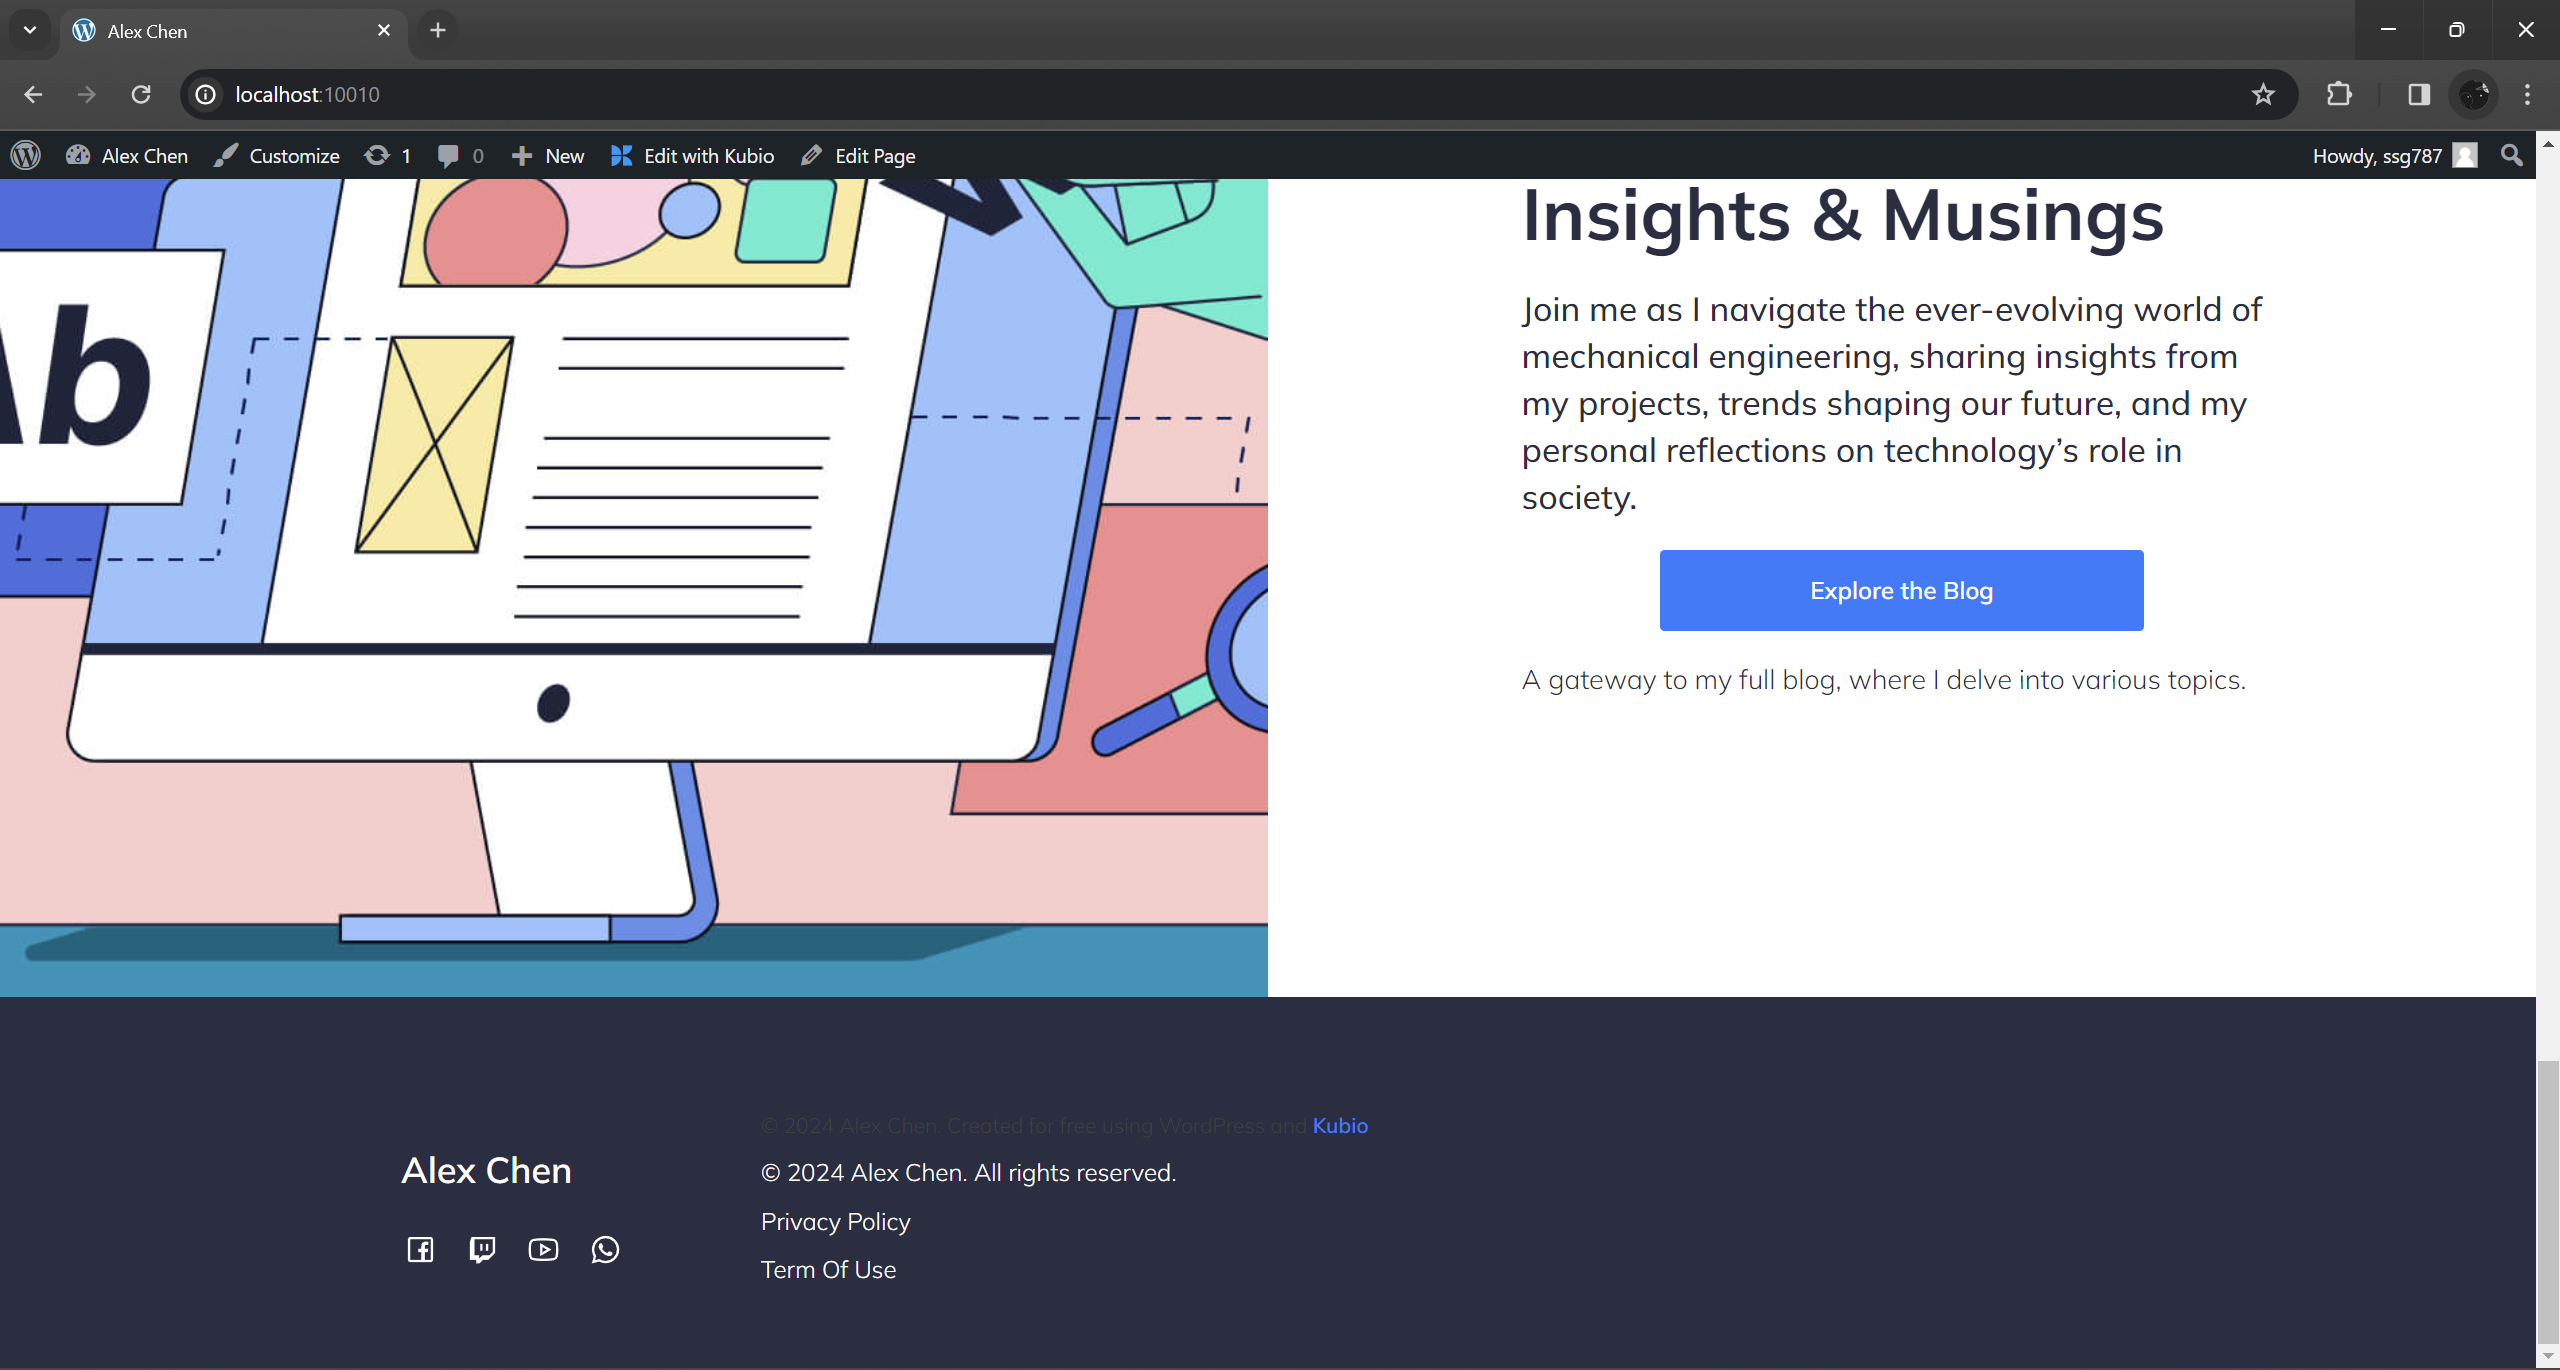 Alex Chen
localhost:10010
Alex Chen
Customize
1
0
New
Edit with Kubio
Edit Page
Howdy, ssg787
Ab
Insights & Musings
Join me as I navigate the ever-evolving world of
mechanical engineering, sharing insights from
my projects, trends shaping our future, and my
personal reflections on technology’s role in
society.
Explore the Blog
A gateway to my full blog, where I delve into various topics.
© 2024 Alex Chen. Created for free using WordPress and Kubio
Alex Chen
© 2024 Alex Chen. All rights reserved.
Privacy Policy
Term Of Use